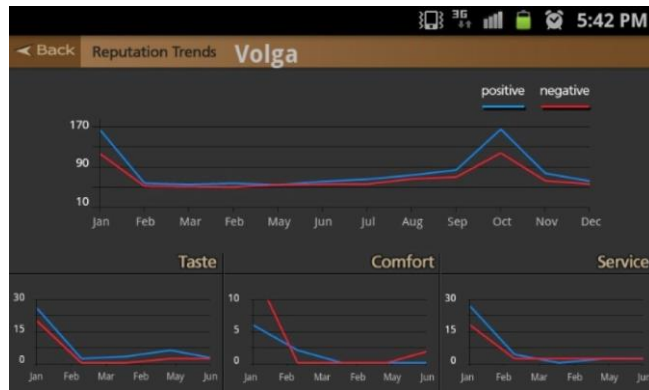 3G 5:42 PM
Back Reputation Trends Volga
positive negative
170
90
10
Jan Feb Mar Feb May Jun Jul Aug Sep Oct Nov Dec
Taste
30
15
0
Jan Feb Mar Feb May Jun
Comfort
10
5
0
Jan Feb Mar Feb May Jun
Service
30
15
0
Jan Feb Mar Feb May Jun